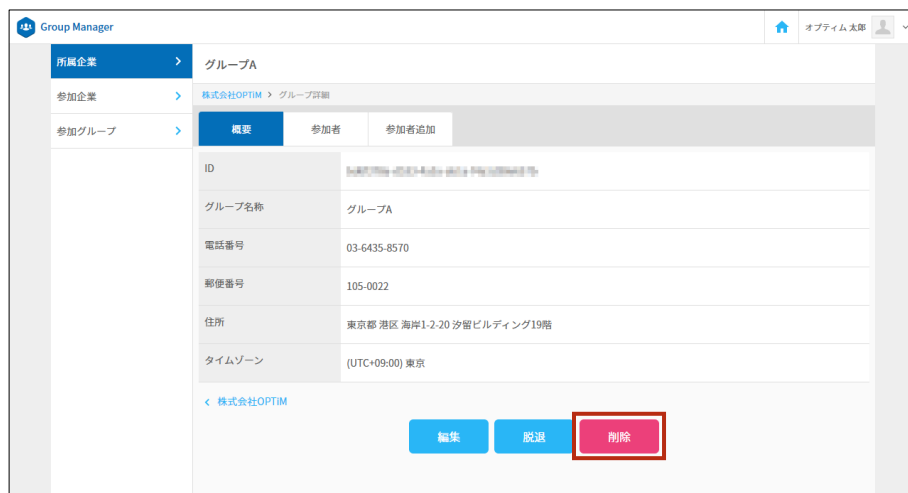 Group Manager
オプティム 太郎
所属企業
参加企業
参加グループ
グループA
株式会社OPTiM > グループ詳細
概要 参加者 参加者追加
ID
グループ名称 グループA
電話番号 03-6435-8570
郵便番号 105-0022
住所 東京都 港区 海岸1-2-20 汐留ビルディング19階
タイムゾーン (UTC+09:00) 東京
< 株式会社OPTiM
編集 脱退 削除